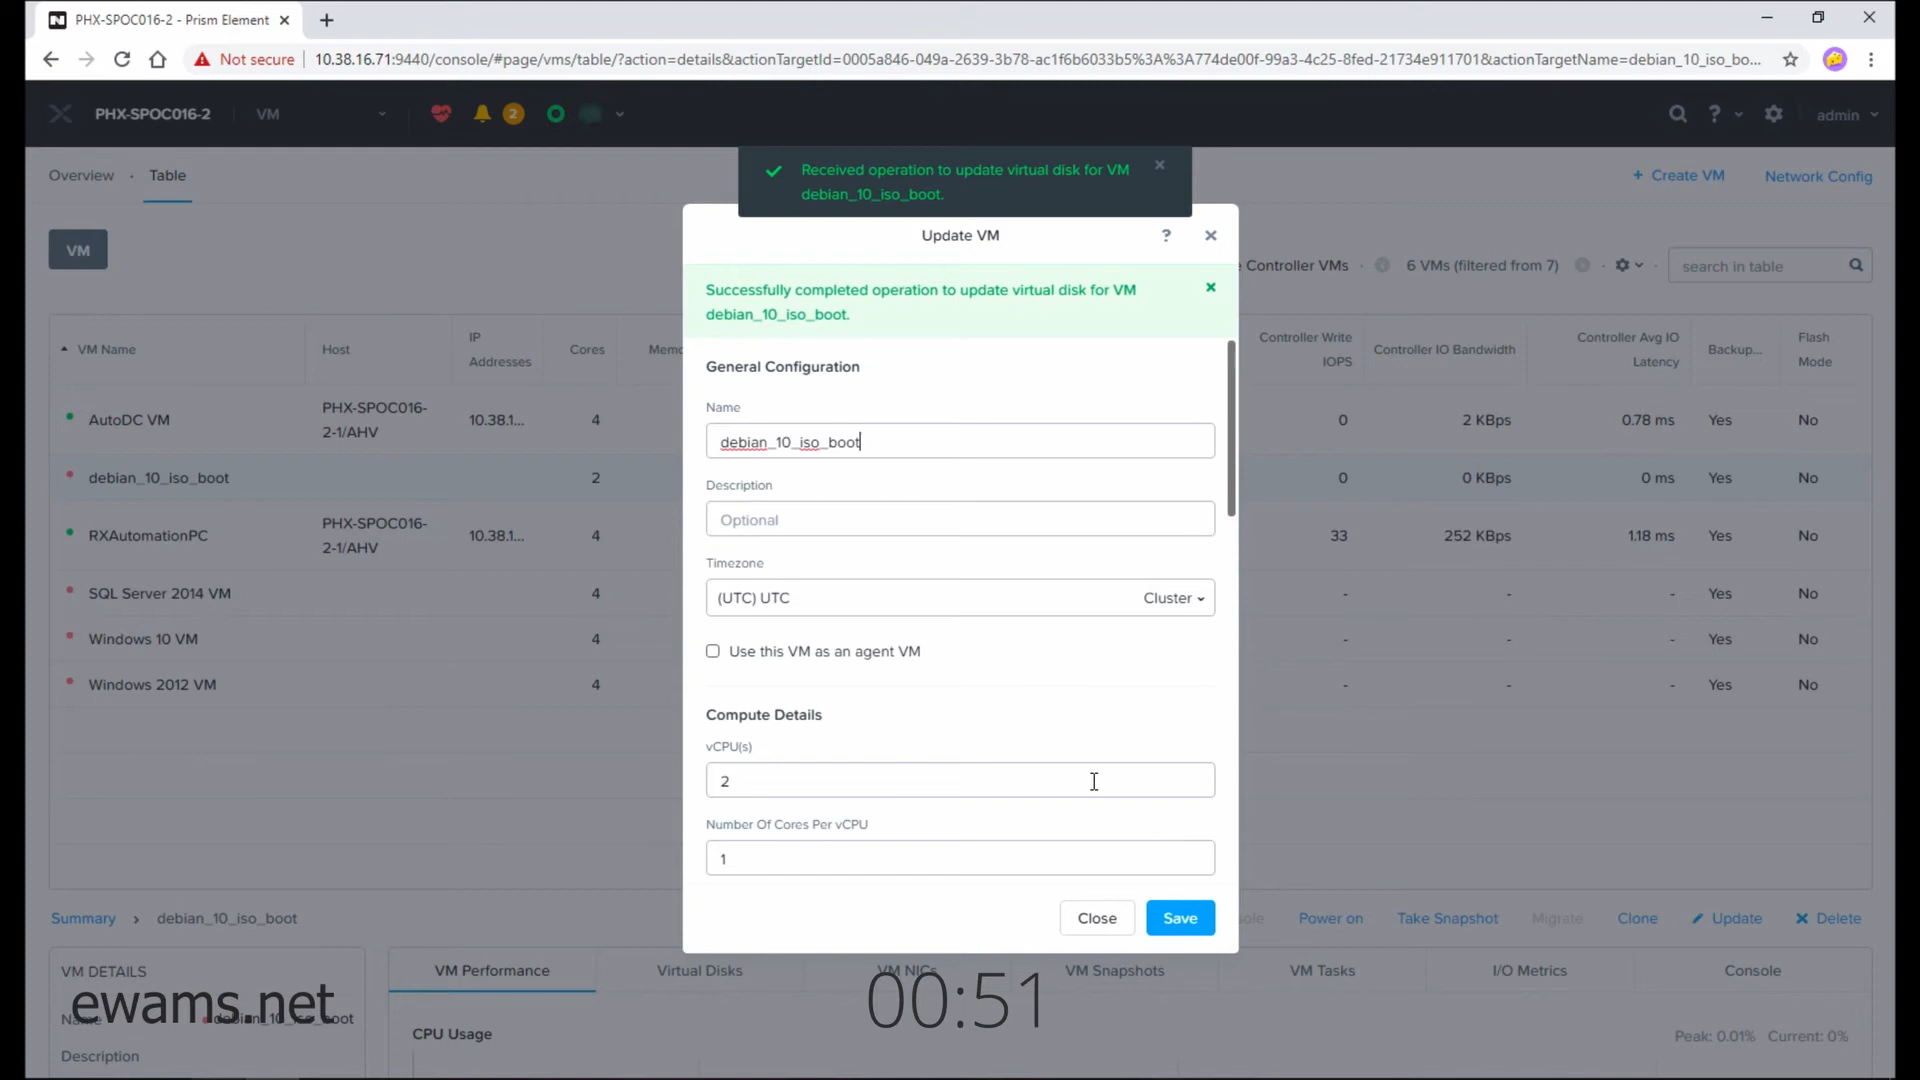 PHX-SPOC016-2 - Prism Element
Not secure
10.38.16.71:9440/console/#page/vms/table/?action=details&actionTargetId=0005a846-049a-2639-3b78-ac1f6b6033b5%3A%3A774de00f-99a3-4c25-8fed-21734e911701&actionTargetName=debian_10_iso_bo...
PHX-SPOC016-2
VM
2
?
admin
Received operation to update virtual disk for VM
debian_10_iso_boot.
Overview
Table
+ Create VM
Network Config
VM
Update VM
?
Controller VMs
6 VMs (filtered from 7)
search in table
Successfully completed operation to update virtual disk for VM
debian_10_iso_boot.
VM Name
Host
IP
Addresses
Cores
Controller Write
IOPS
Controller IO Bandwidth
Controller Avg IO
Latency
Backup...
Flash
Mode
General Configuration
Name
debian_10_iso_boot
Description
Optional
Timezone
(UTC) UTC
Cluster
Use this VM as an agent VM
Compute Details
vCPU(s)
2
Number Of Cores Per vCPU
1
Close
Save
AutoDC VM
PHX-SPOC016-
2-1/AHV
10.38.1...
4
0
2 KBps
0.78 ms
Yes
No
debian_10_iso_boot
2
0
0 KBps
0 ms
Yes
No
RXAutomationPC
PHX-SPOC016-
2-1/AHV
10.38.1...
4
33
252 KBps
1.18 ms
Yes
No
SQL Server 2014 VM
4
-
-
-
Yes
No
Windows 10 VM
4
-
-
-
Yes
No
Windows 2012 VM
4
-
-
-
Yes
No
Summary
debian_10_iso_boot
Power on
Take Snapshot
Migrate
Clone
Update
Delete
VM DETAILS
VM Performance
Virtual Disks
VM NICs
VM Snapshots
VM Tasks
I/O Metrics
Console
ewams.net
00:51
Name
debian_10_iso_boot
CPU Usage
Peak: 0.01%
Current: 0%
Description